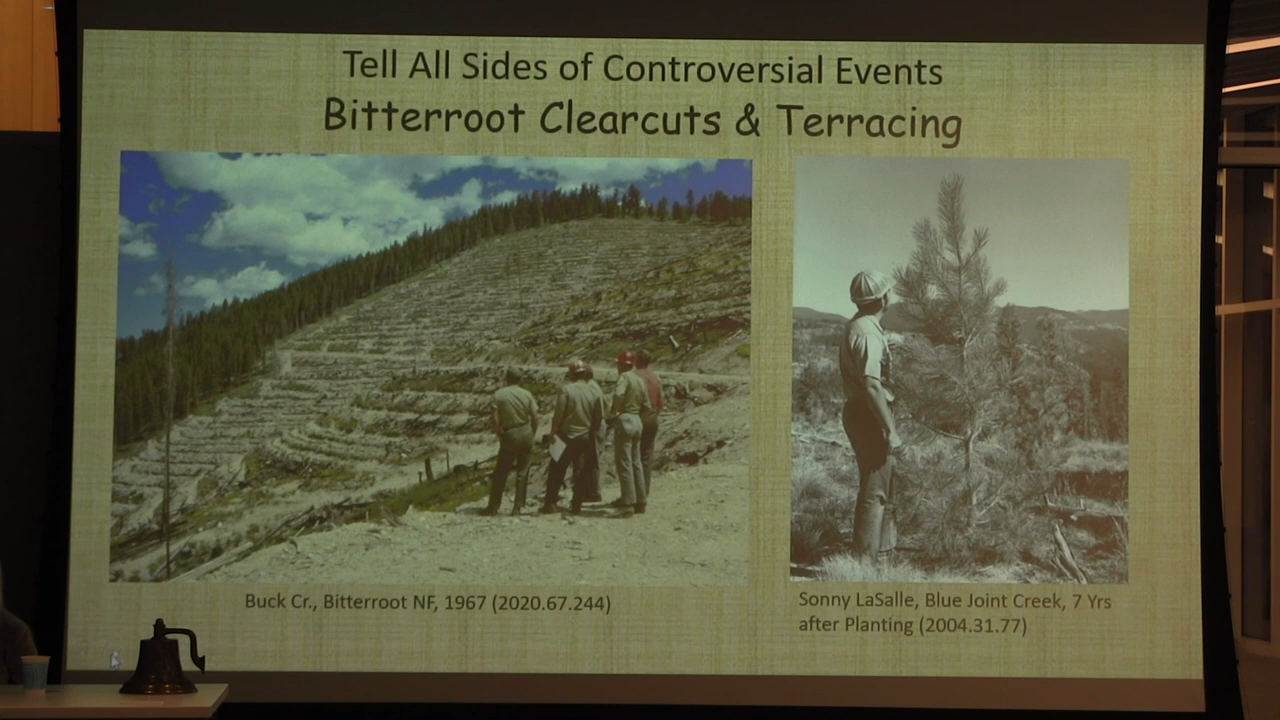 Tell All Sides of Controversial Events
Bitterroot Clearcuts & Terracing
Buck Cr., Bitterroot NF, 1967 (2020.67.244)
Sonny LaSalle, Blue Joint Creek, 7 Yrs
after Planting (2004.31.77)